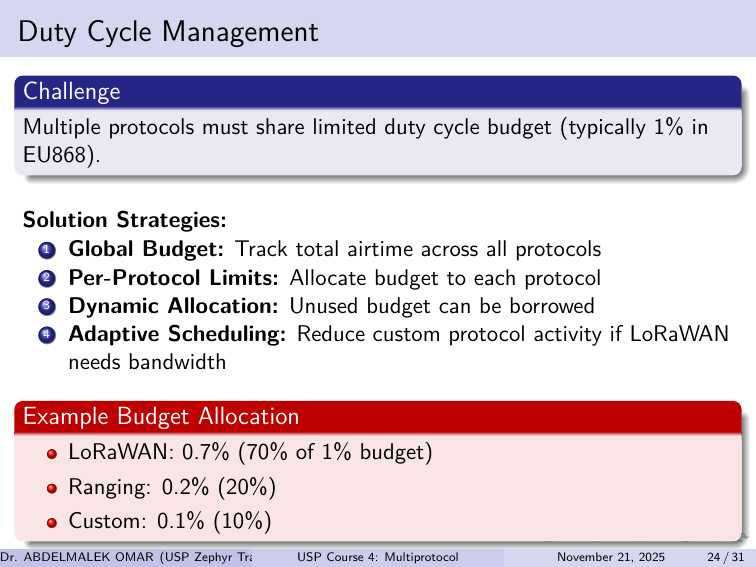 Duty Cycle Management
Challenge
Multiple protocols must share limited duty cycle budget (typically 1% in
EU868).
Solution Strategies:
1 Global Budget: Track total airtime across all protocols
2 Per-Protocol Limits: Allocate budget to each protocol
3 Dynamic Allocation: Unused budget can be borrowed
4 Adaptive Scheduling: Reduce custom protocol activity if LoRaWAN
needs bandwidth
Example Budget Allocation
LoRaWAN: 0.7% (70% of 1% budget)
Ranging: 0.2% (20%)
Custom: 0.1% (10%)
Dr. ABDELMALEK OMAR (USP Zephyr Tra USP Course 4: Multiprotocol November 21, 2025 24 / 31